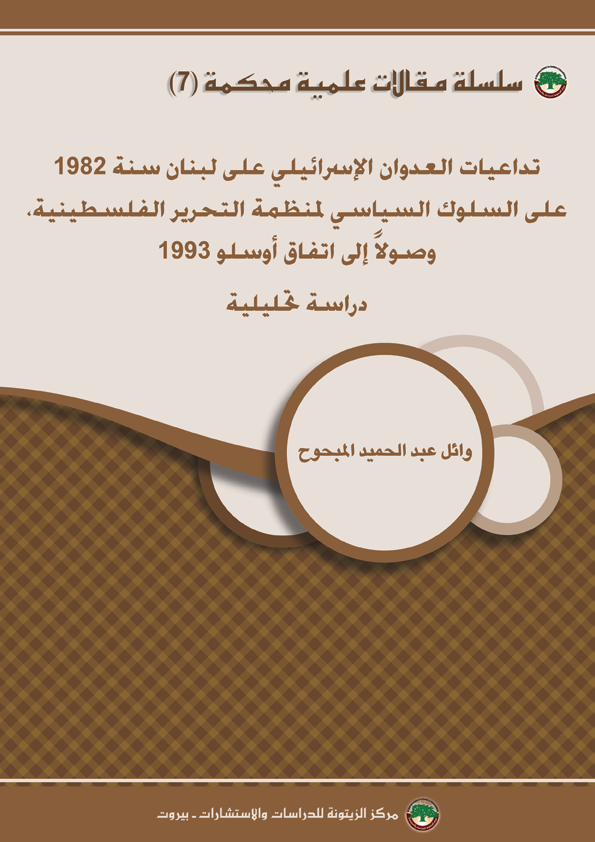 سلسلة مقالات علمية محكمة (7)
تداعيات العدوان الإسرائيلي على لبنان سنة 1982
على السلوك السياسي لمنظمة التحرير الفلسطينية،
وصولاً إلى اتفاق أوسلو 1993
دراسة تحليلية
وائل عبد الحميد المبحوح
مركز الزيتونة للدراسات والاستشارات - بيروت